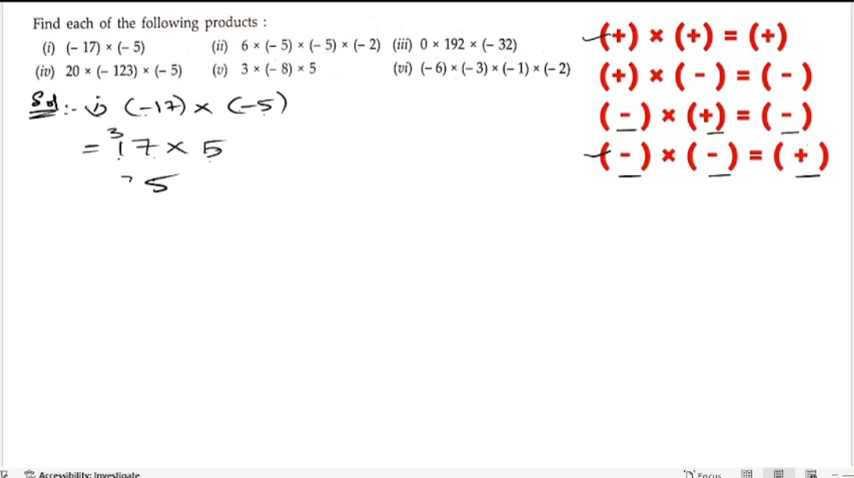 Find each of the following products :
(i) (– 17) × (– 5) (ii) 6 × (– 5) × (– 5) × (– 2) (iii) 0 × 192 × (– 32)
(iv) 20 × (– 123) × (– 5) (v) 3 × (– 8) × 5 (vi) (– 6) × (– 3) × (– 1) × (– 2)
Sol :- i) (–17) × (–5)
= 17 × 5
3
5
(+) × (+) = (+)
(+) × ( - ) = ( - )
( - ) × (+) = ( - )
( - ) × ( - ) = ( + )
Accessibility: Investigate
Focus